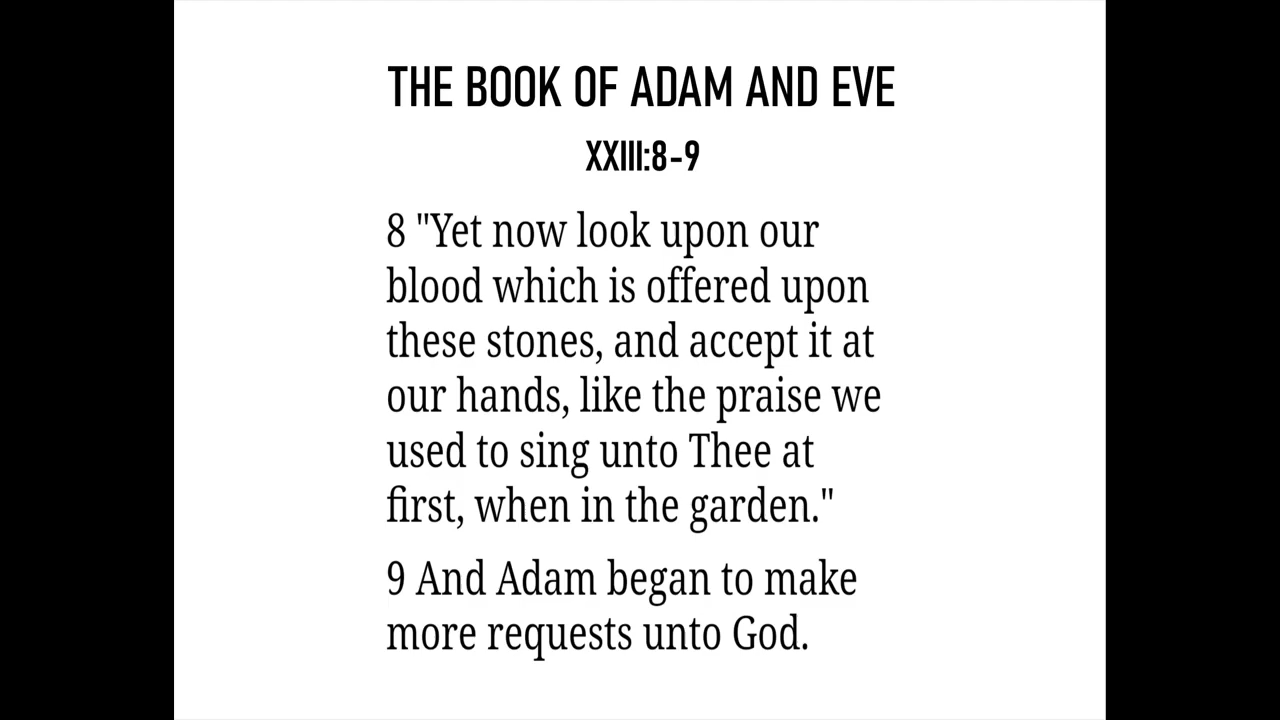 THE BOOK OF ADAM AND EVE
XXIII:8-9
8 "Yet now look upon our
blood which is offered upon
these stones, and accept it at
our hands, like the praise we
used to sing unto Thee at
first, when in the garden."
9 And Adam began to make
more requests unto God.